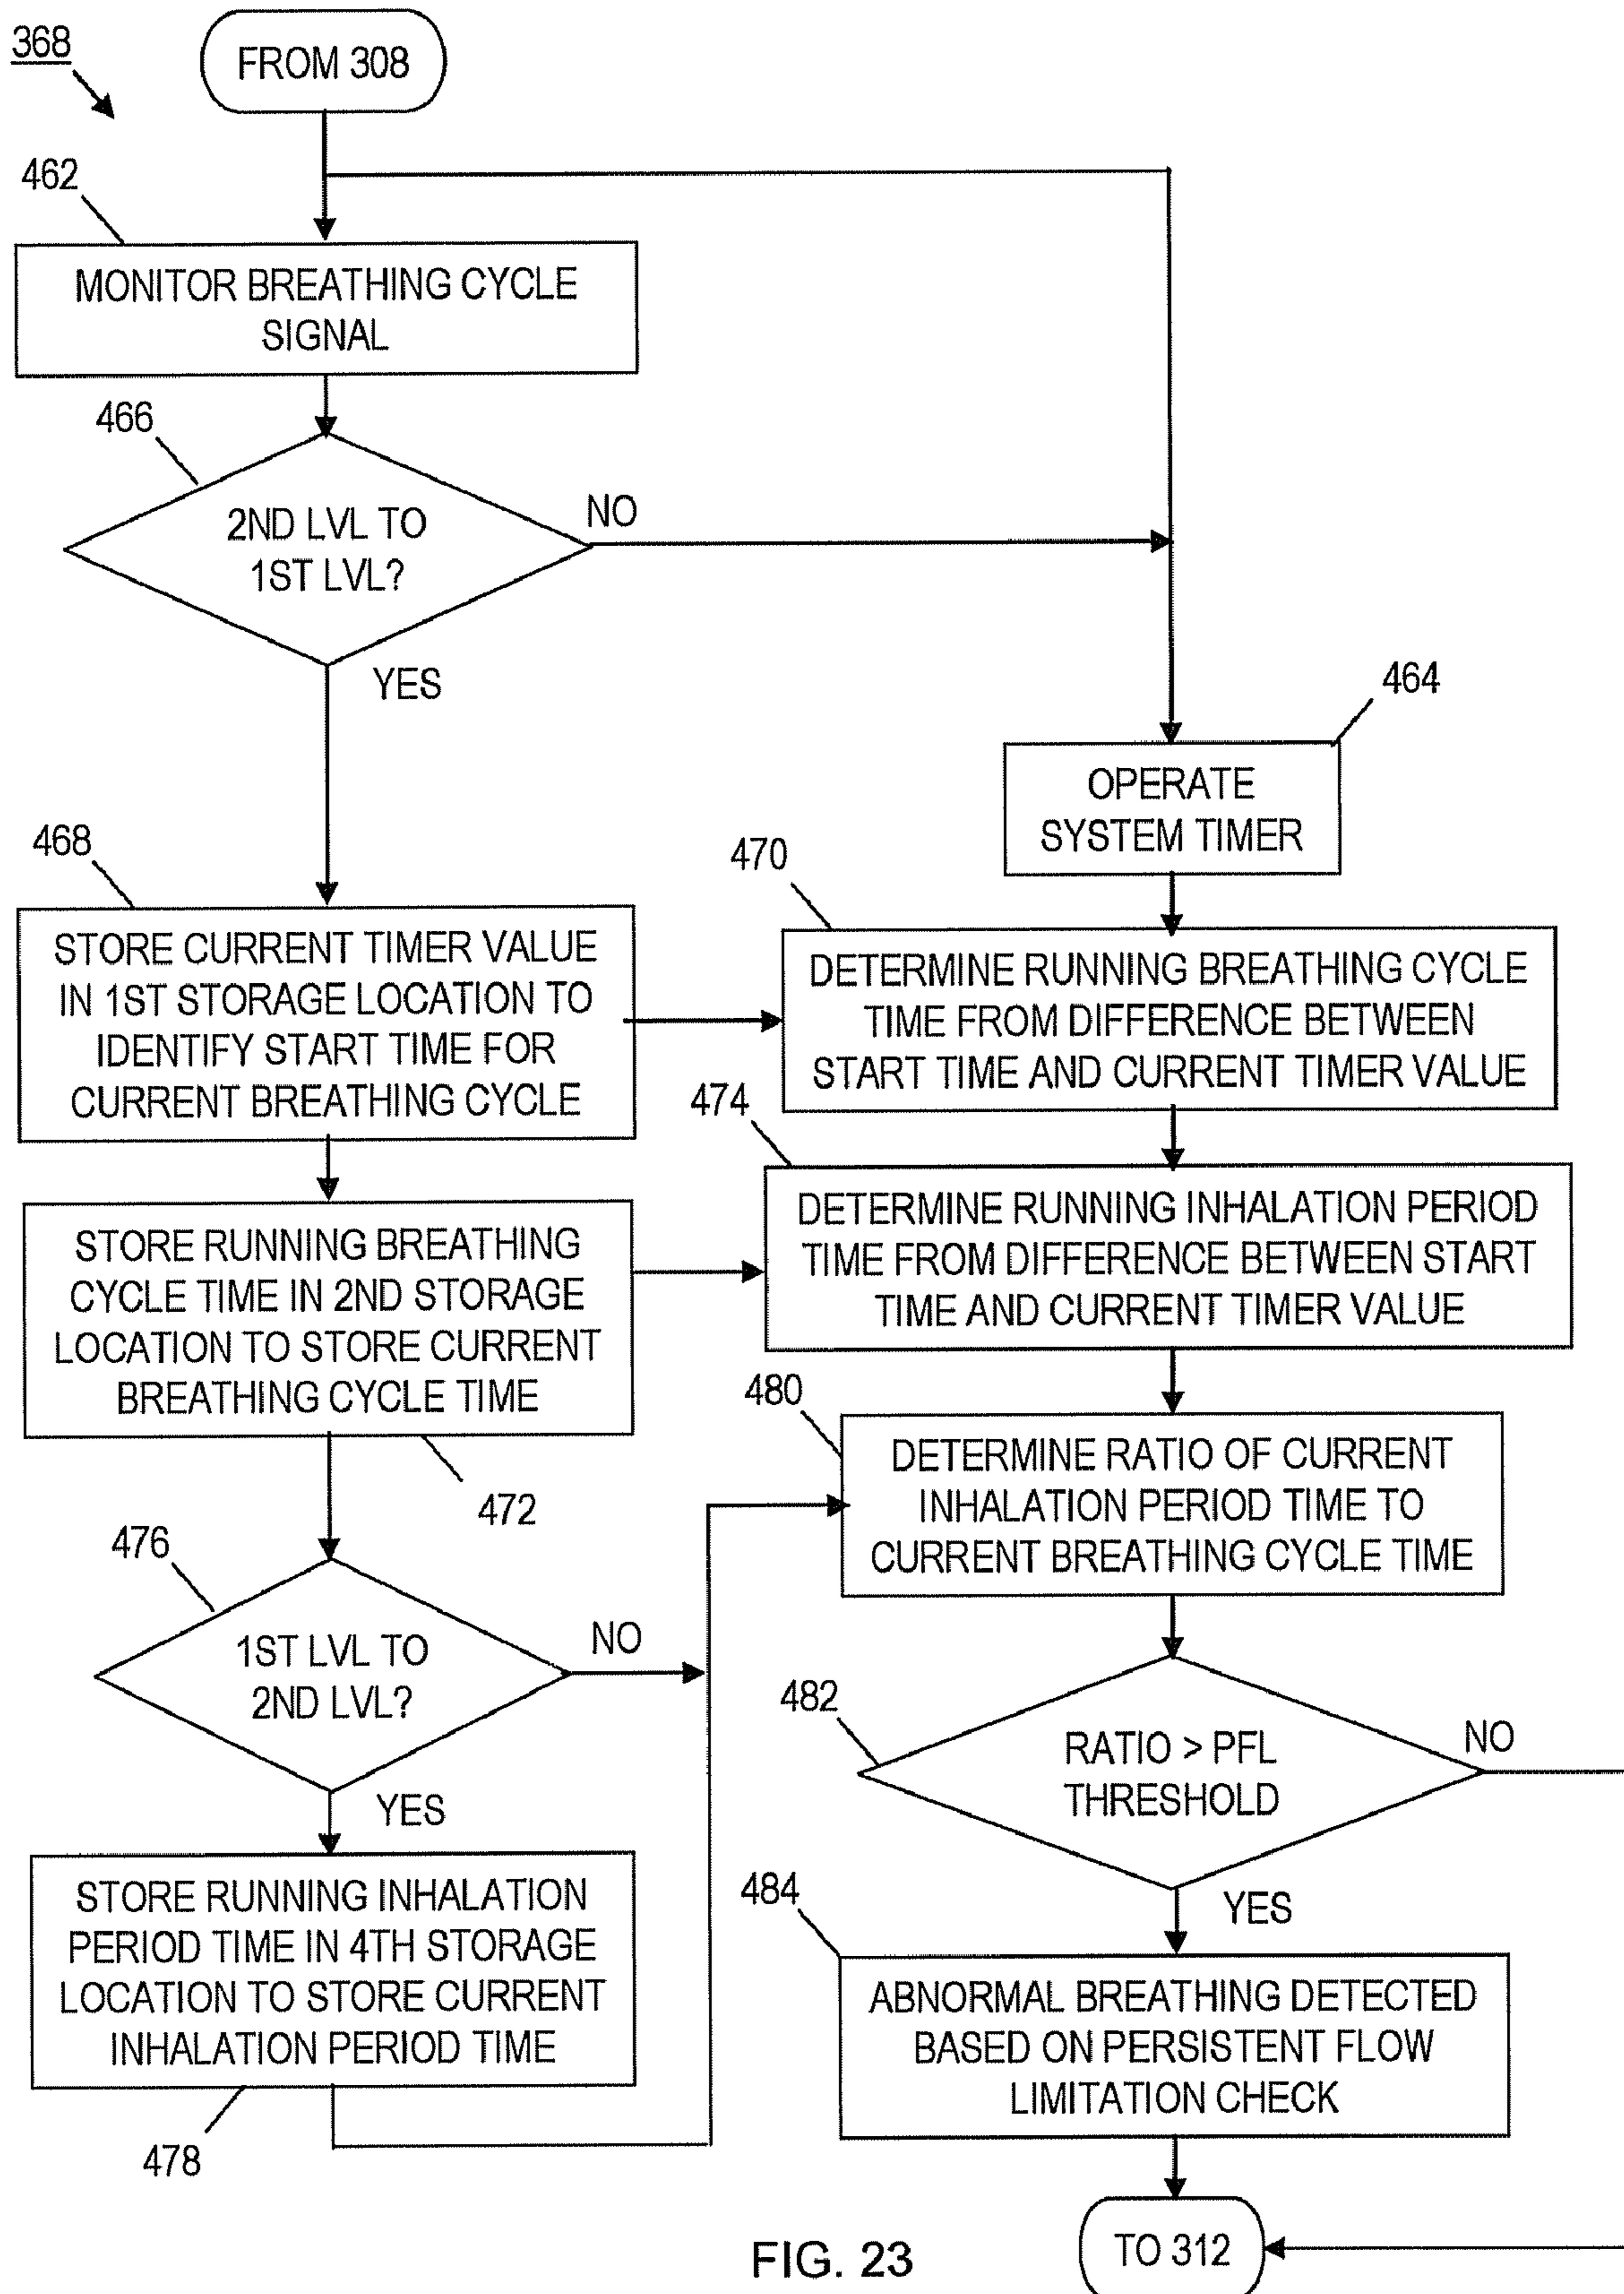 368
FROM 308
462
MONITOR BREATHING CYCLE
SIGNAL
466
2ND LVL TO
1ST LVL?
NO
YES
464
OPERATE
SYSTEM TIMER
468
STORE CURRENT TIMER VALUE
IN 1ST STORAGE LOCATION TO
IDENTIFY START TIME FOR
CURRENT BREATHING CYCLE
470
DETERMINE RUNNING BREATHING CYCLE
TIME FROM DIFFERENCE BETWEEN
START TIME AND CURRENT TIMER VALUE
STORE RUNNING BREATHING
CYCLE TIME IN 2ND STORAGE
LOCATION TO STORE CURRENT
BREATHING CYCLE TIME
472
474
DETERMINE RUNNING INHALATION PERIOD
TIME FROM DIFFERENCE BETWEEN START
TIME AND CURRENT TIMER VALUE
476
1ST LVL TO
2ND LVL?
NO
YES
STORE RUNNING INHALATION
PERIOD TIME IN 4TH STORAGE
LOCATION TO STORE CURRENT
INHALATION PERIOD TIME
478
480
DETERMINE RATIO OF CURRENT
INHALATION PERIOD TIME TO
CURRENT BREATHING CYCLE TIME
482
RATIO > PFL
THRESHOLD
NO
YES
484
ABNORMAL BREATHING DETECTED
BASED ON PERSISTENT FLOW
LIMITATION CHECK
TO 312
FIG. 23